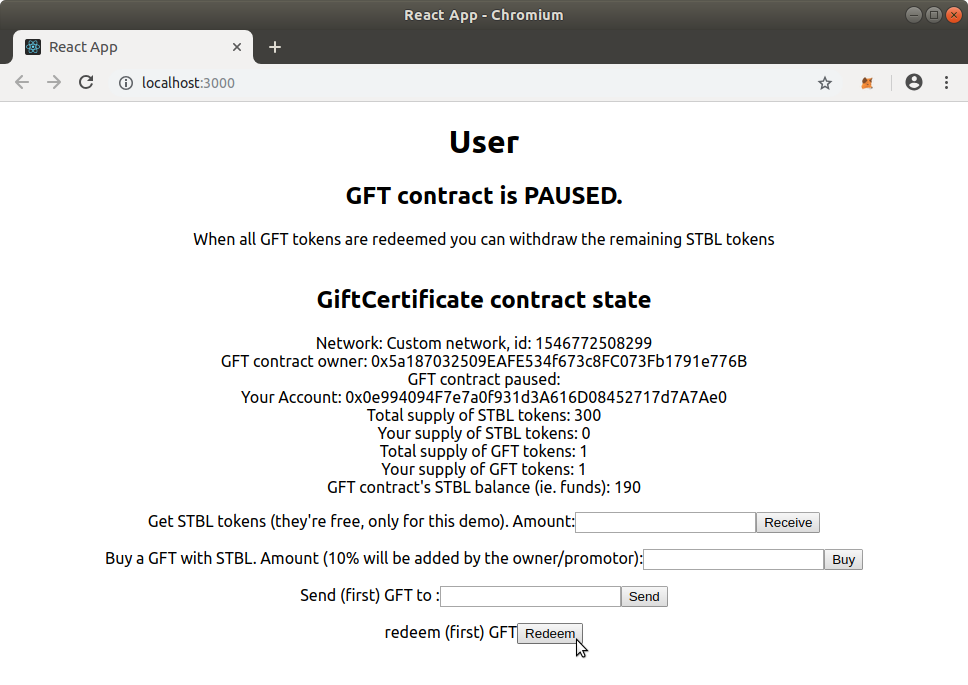 React App - Chromium
React App
localhost:3000
User
GFT contract is PAUSED.
When all GFT tokens are redeemed you can withdraw the remaining STBL tokens
GiftCertificate contract state
Network: Custom network, id: 1546772508299
GFT contract owner: 0x5a187032509EAFE534f673c8FC073Fb1791e776B
GFT contract paused:
Your Account: 0x0e994094F7e7a0f931d3A616D08452717d7A7Ae0
Total supply of STBL tokens: 300
Your supply of STBL tokens: 0
Total supply of GFT tokens: 1
Your supply of GFT tokens: 1
GFT contract's STBL balance (ie. funds): 190
Get STBL tokens (they're free, only for this demo). Amount: Receive
Buy a GFT with STBL. Amount (10% will be added by the owner/promotor): Buy
Send (first) GFT to : Send
redeem (first) GFT Redeem